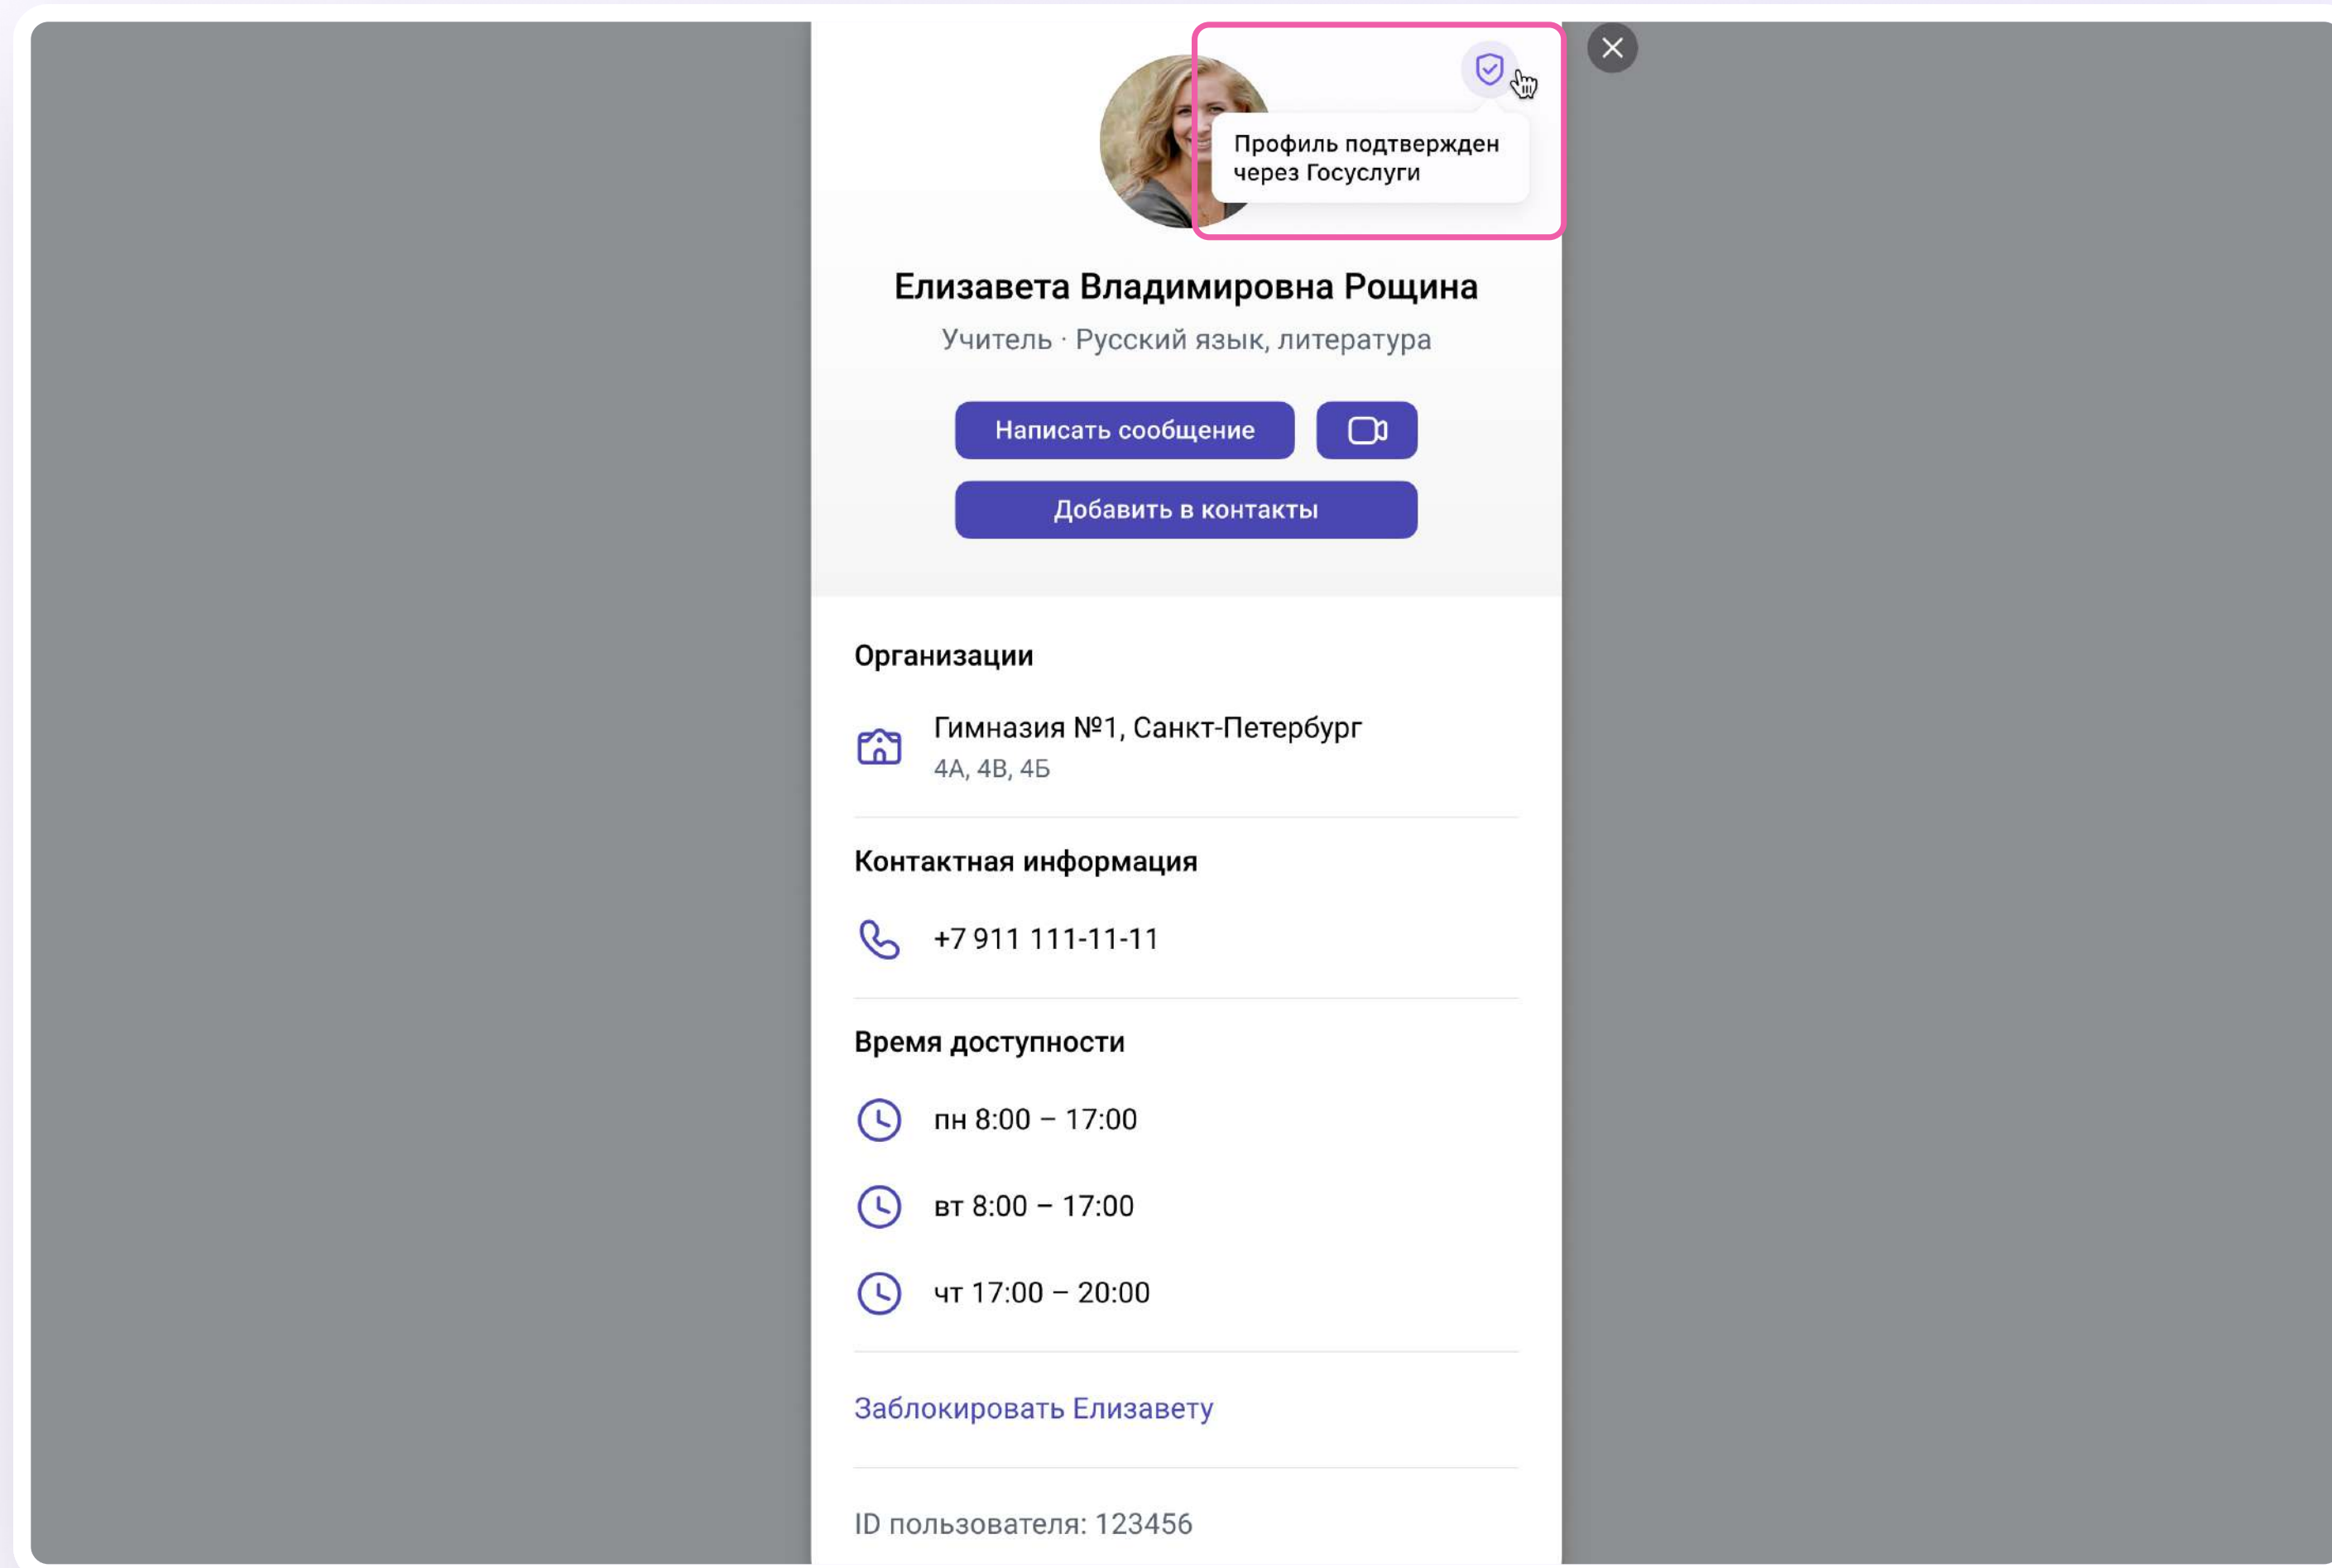 Профиль подтвержден
через Госуслуги
Елизавета Владимировна Рощина
Учитель · Русский язык, литература
Написать сообщение
Добавить в контакты
Организации
Гимназия №1, Санкт-Петербург
4А, 4В, 4Б
Контактная информация
+7 911 111-11-11
Время доступности
пн 8:00 – 17:00
вт 8:00 – 17:00
чт 17:00 – 20:00
Заблокировать Елизавету
ID пользователя: 123456